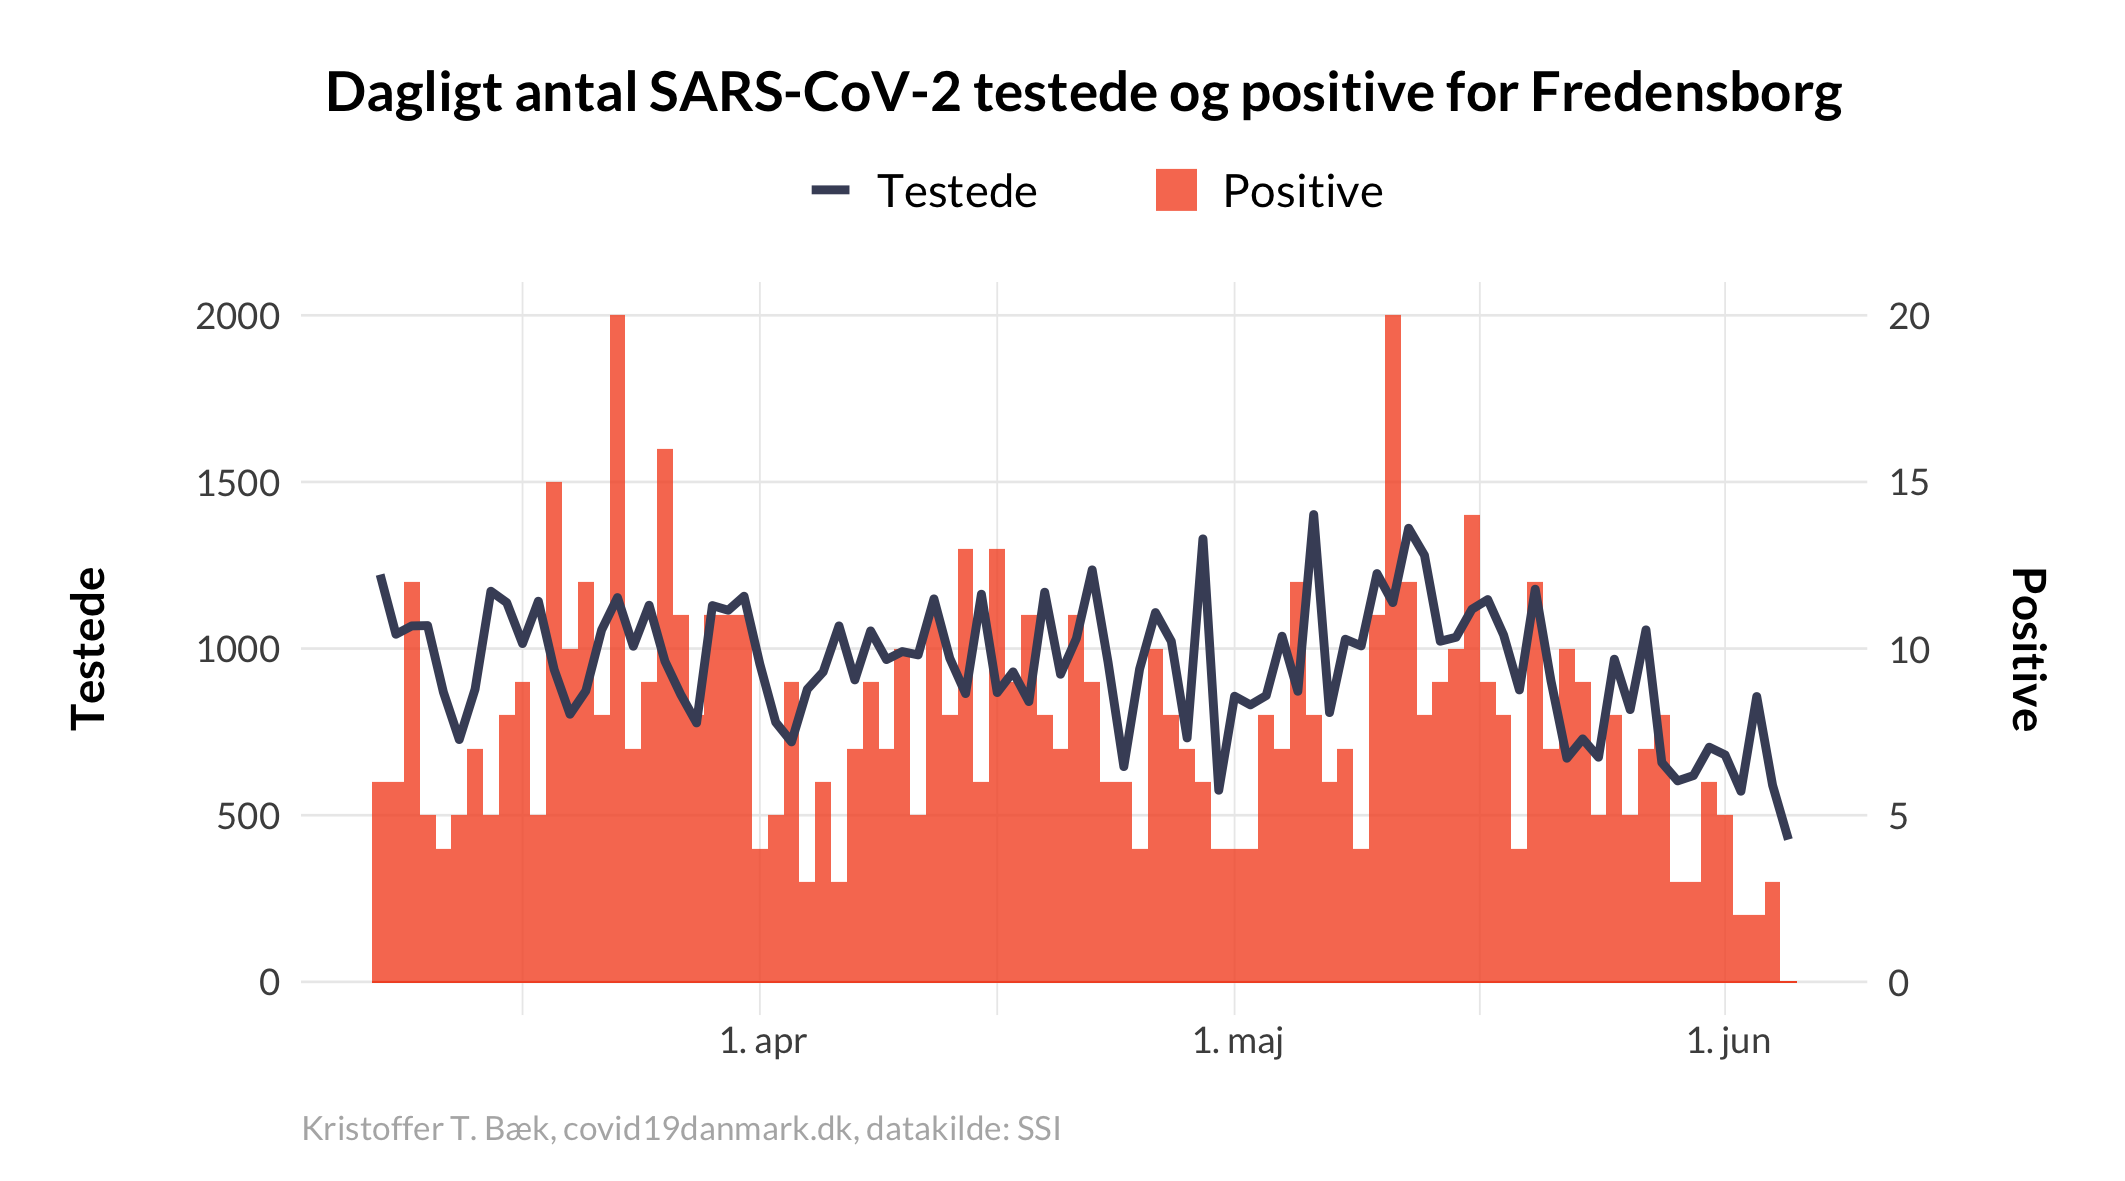 Dagligt antal SARS-CoV-2 testede og positive for Fredensborg
Testede
Positive
2000
1500
1000
500
0
Testede
20
15
10
5
0
Positive
1. apr
1. maj
1. jun
Kristoffer T. Bæk, covid19danmark.dk, datakilde: SSI